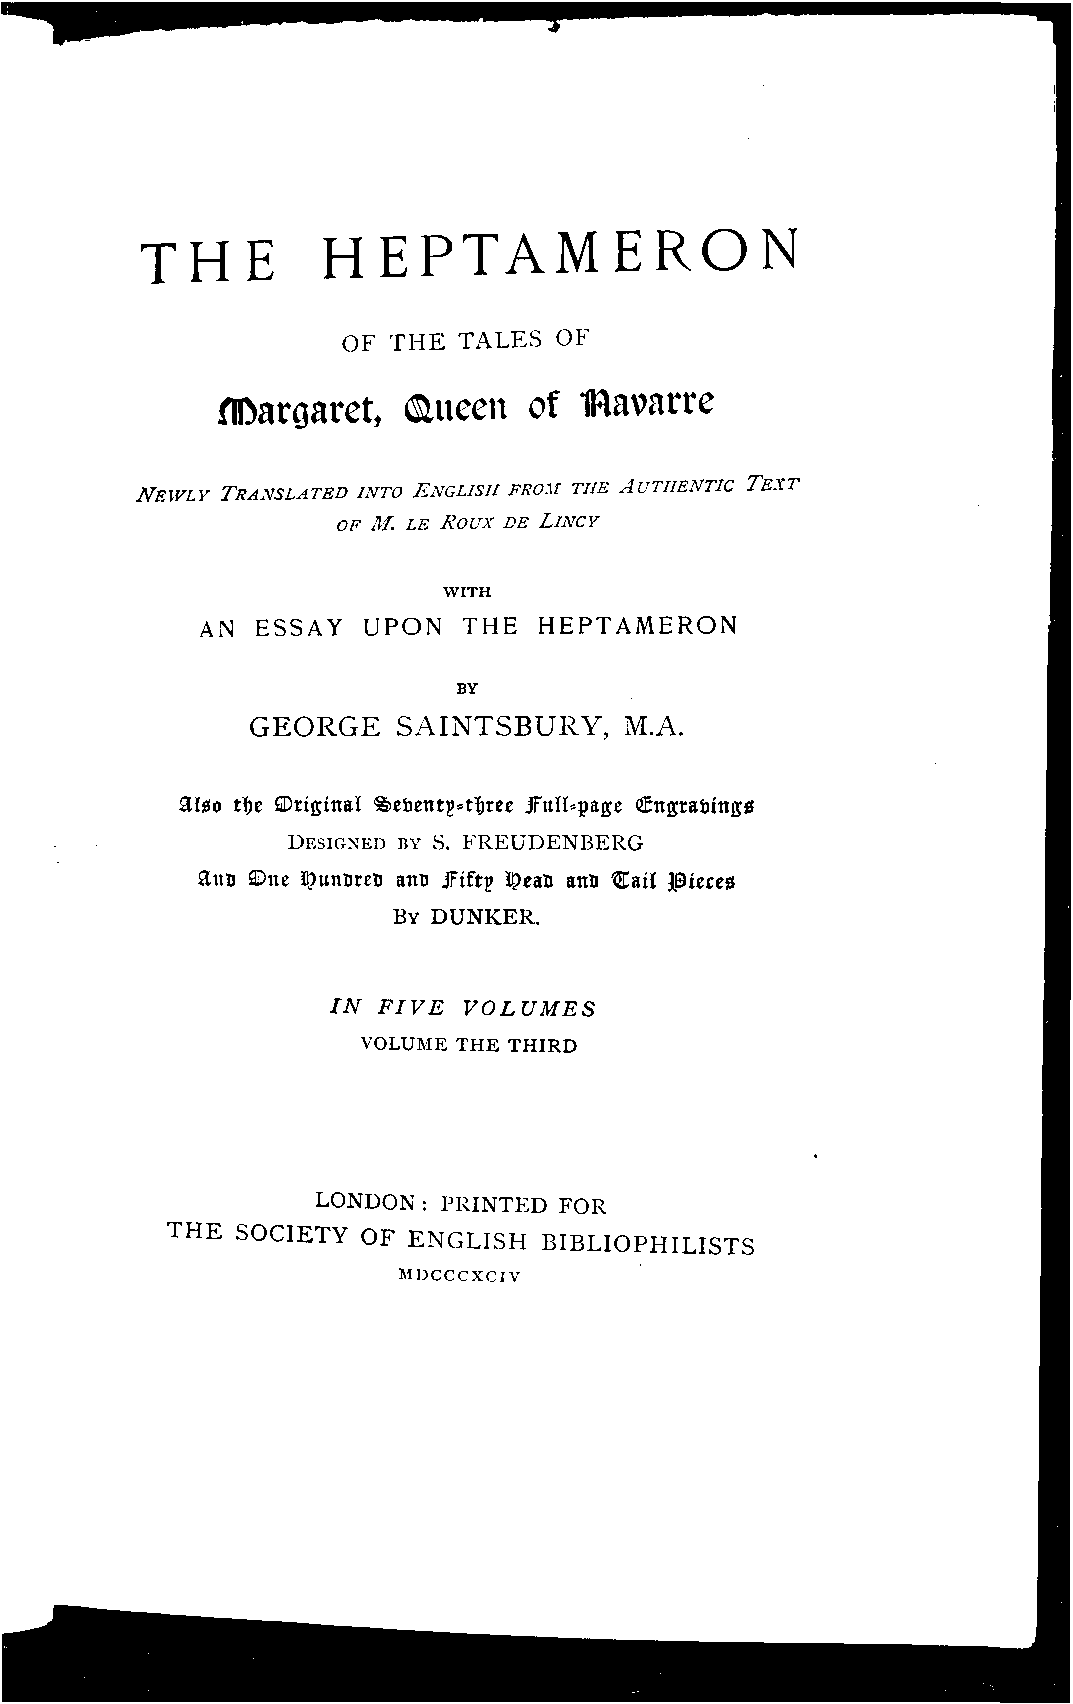 THE HEPTAMERON
OF THE TALES OF
Margaret, Queen of Navarre
NEWLY TRANSLATED INTO ENGLISH FROM THE AUTHENTIC TEXT
OF M. LE ROUX DE LINCY
WITH
AN ESSAY UPON THE HEPTAMERON
BY
GEORGE SAINTSBURY, M.A.
Also the Original Seventy-three Full-page Engravings
DESIGNED BY S. FREUDENBERG
And One Hundred and Fifty Head and Tail Pieces
BY DUNKER.
IN FIVE VOLUMES
VOLUME THE THIRD
LONDON: PRINTED FOR
THE SOCIETY OF ENGLISH BIBLIOPHILISTS
MDCCCXCIV